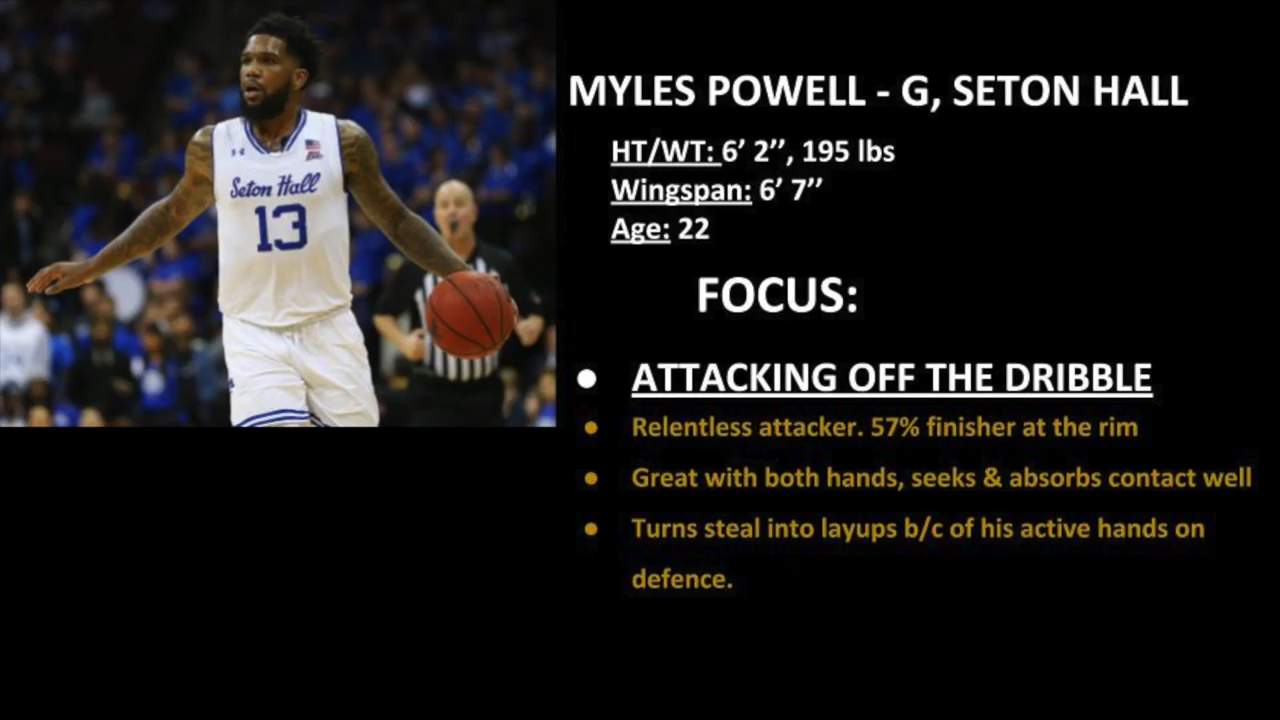 Seton Hall
13
MYLES POWELL - G, SETON HALL
HT/WT: 6’ 2’’, 195 lbs
Wingspan: 6’ 7’’
Age: 22
FOCUS:
● ATTACKING OFF THE DRIBBLE
● Relentless attacker. 57% finisher at the rim
● Great with both hands, seeks & absorbs contact well
● Turns steal into layups b/c of his active hands on
defence.